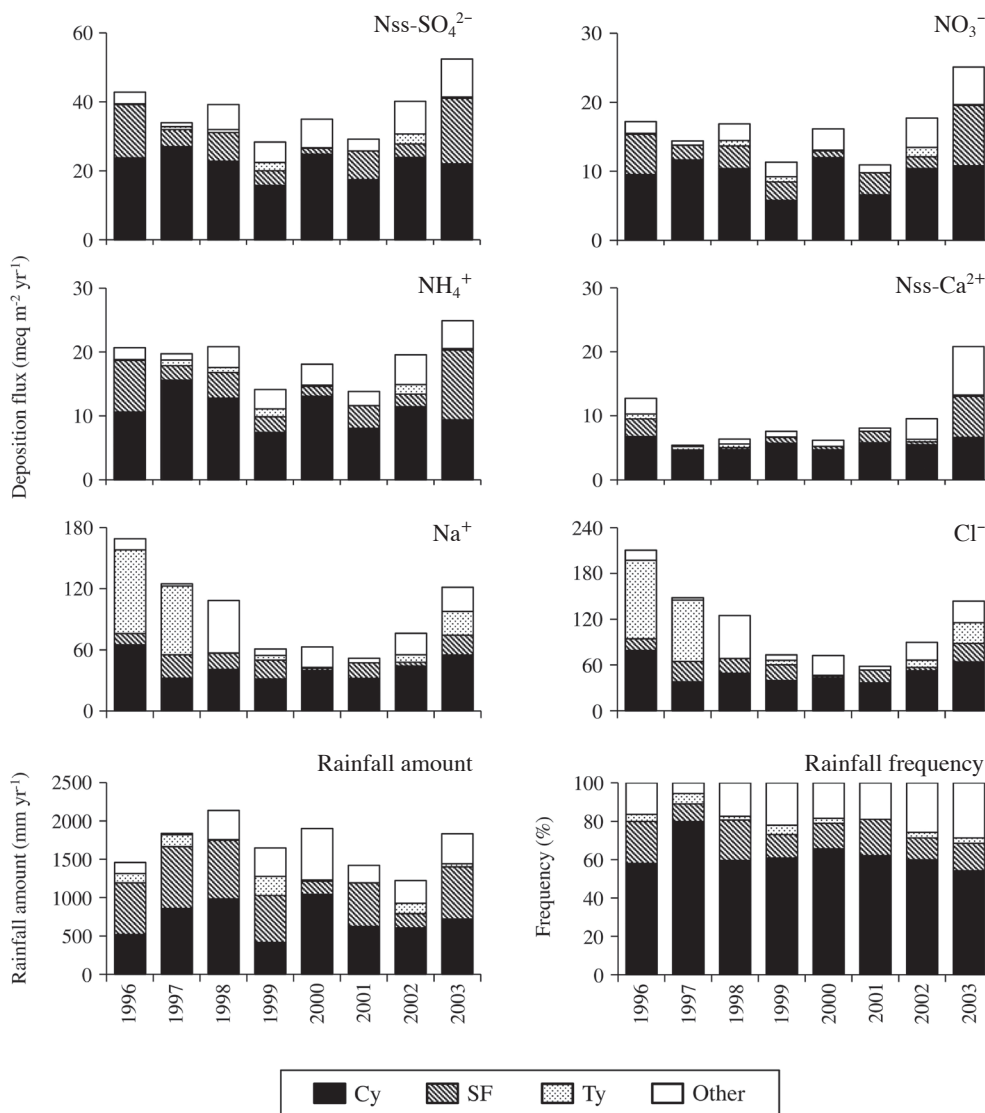 Nss-SO₄²⁻
60
40
20
0
NO₃⁻
30
20
10
0
Deposition flux (meq m⁻² yr⁻¹)
NH₄⁺
30
20
10
0
Nss-Ca²⁺
30
20
10
0
Na⁺
180
120
60
0
Cl⁻
240
180
120
60
0
Rainfall amount
Rainfall amount (mm yr⁻¹)
2500
2000
1500
1000
500
0
1996 1997 1998 1999 2000 2001 2002 2003
Rainfall frequency
Frequency (%)
100
80
60
40
20
0
1996 1997 1998 1999 2000 2001 2002 2003
Cy SF Ty Other